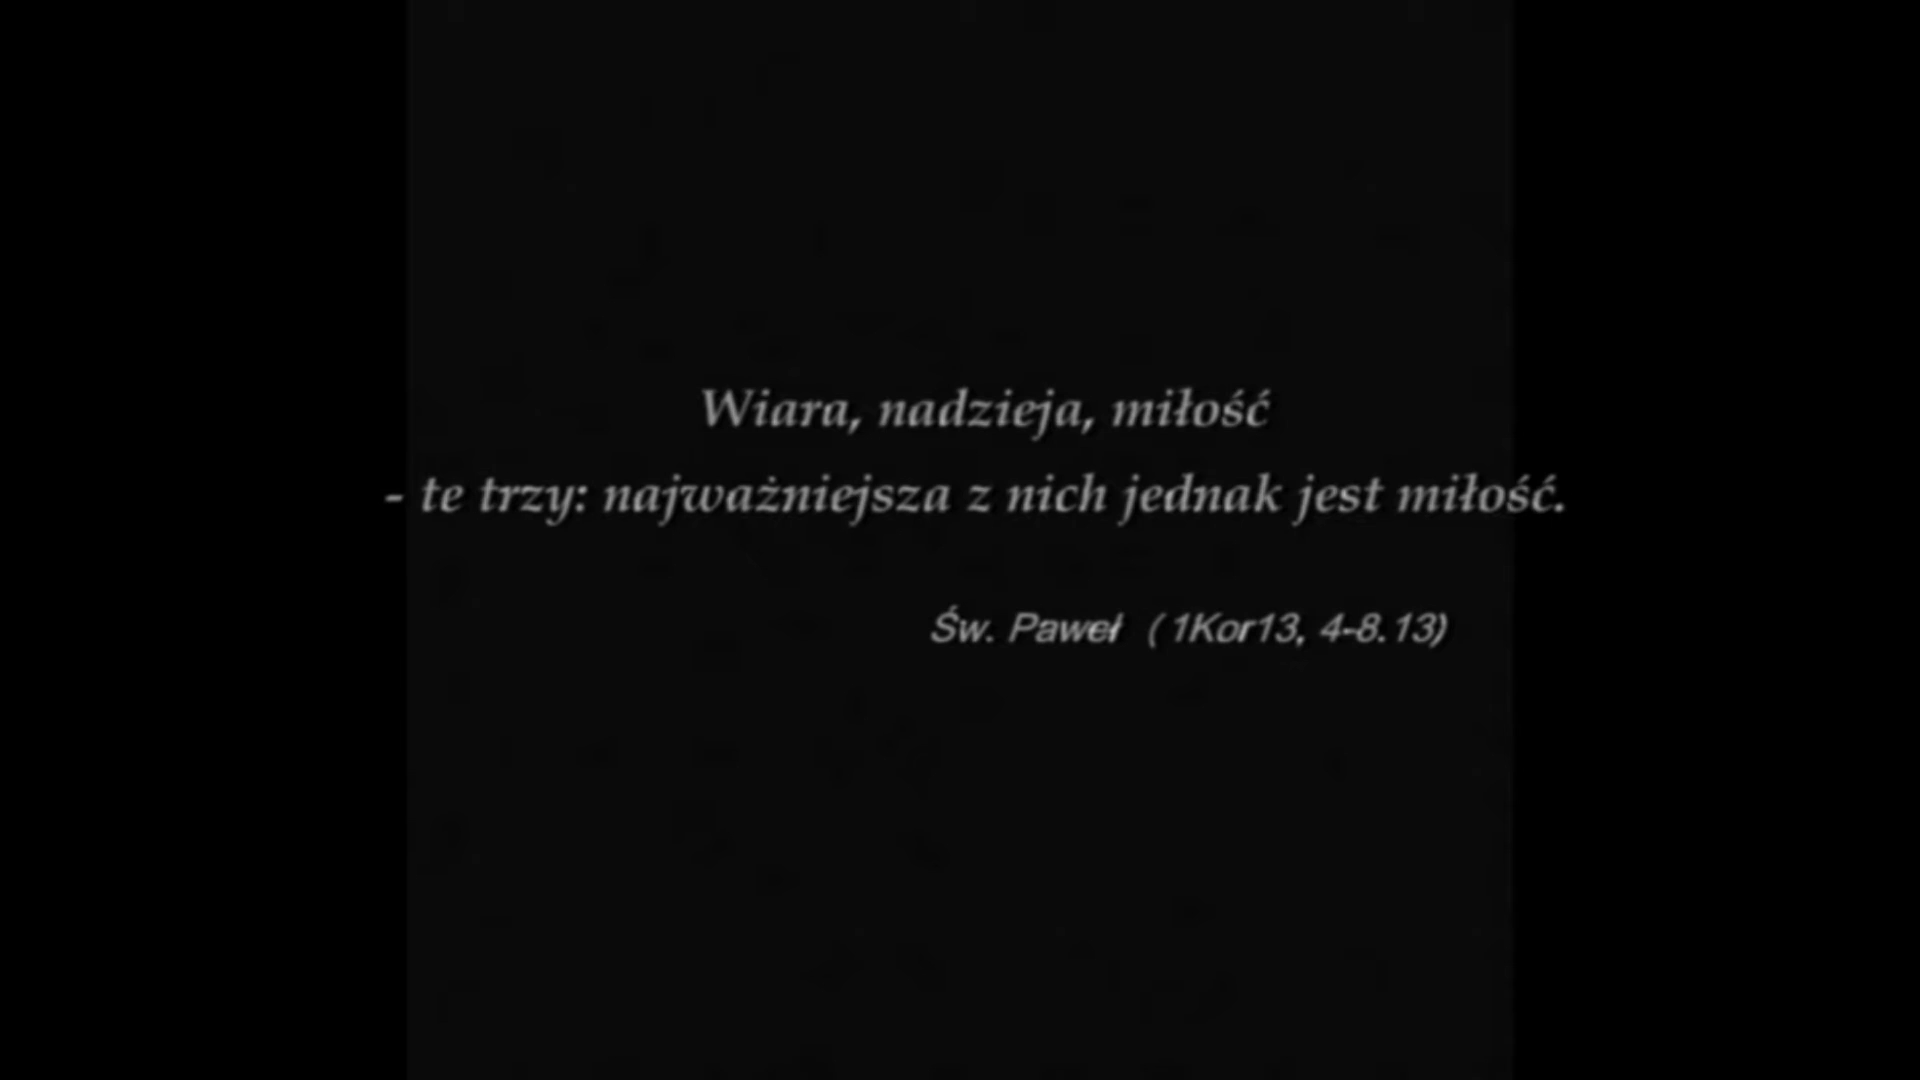 Wiara, nadzieja, miłość
- te trzy: najważniejsza z nich jednak jest miłość.
Św. Paweł ( 1Kor13, 4-8.13)